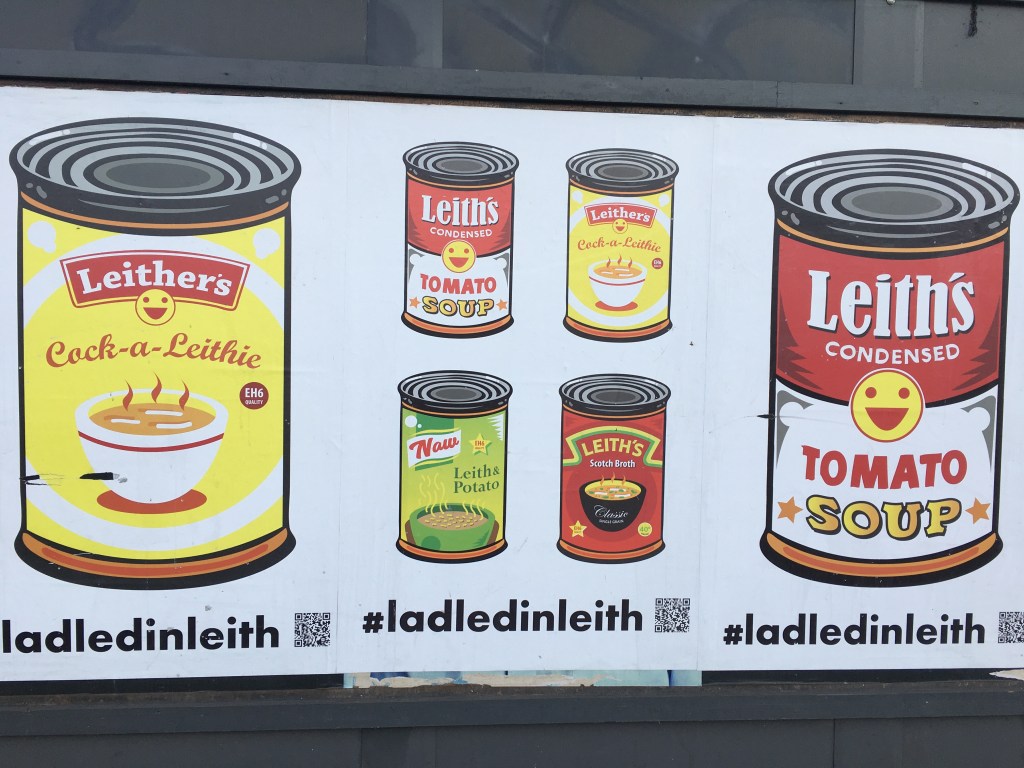 Leither's
Cock-a-Leithie
EH6
QUALITY
ladledinleith
Leith's
CONDENSED
TOMATO
SOUP
Leither's
Cock-a-Leithie
Naw
Leith &
Potato
LEITH'S
Scotch Broth
Classic
#ladledinleith
Leith's
CONDENSED
TOMATO
SOUP
#ladledinleith